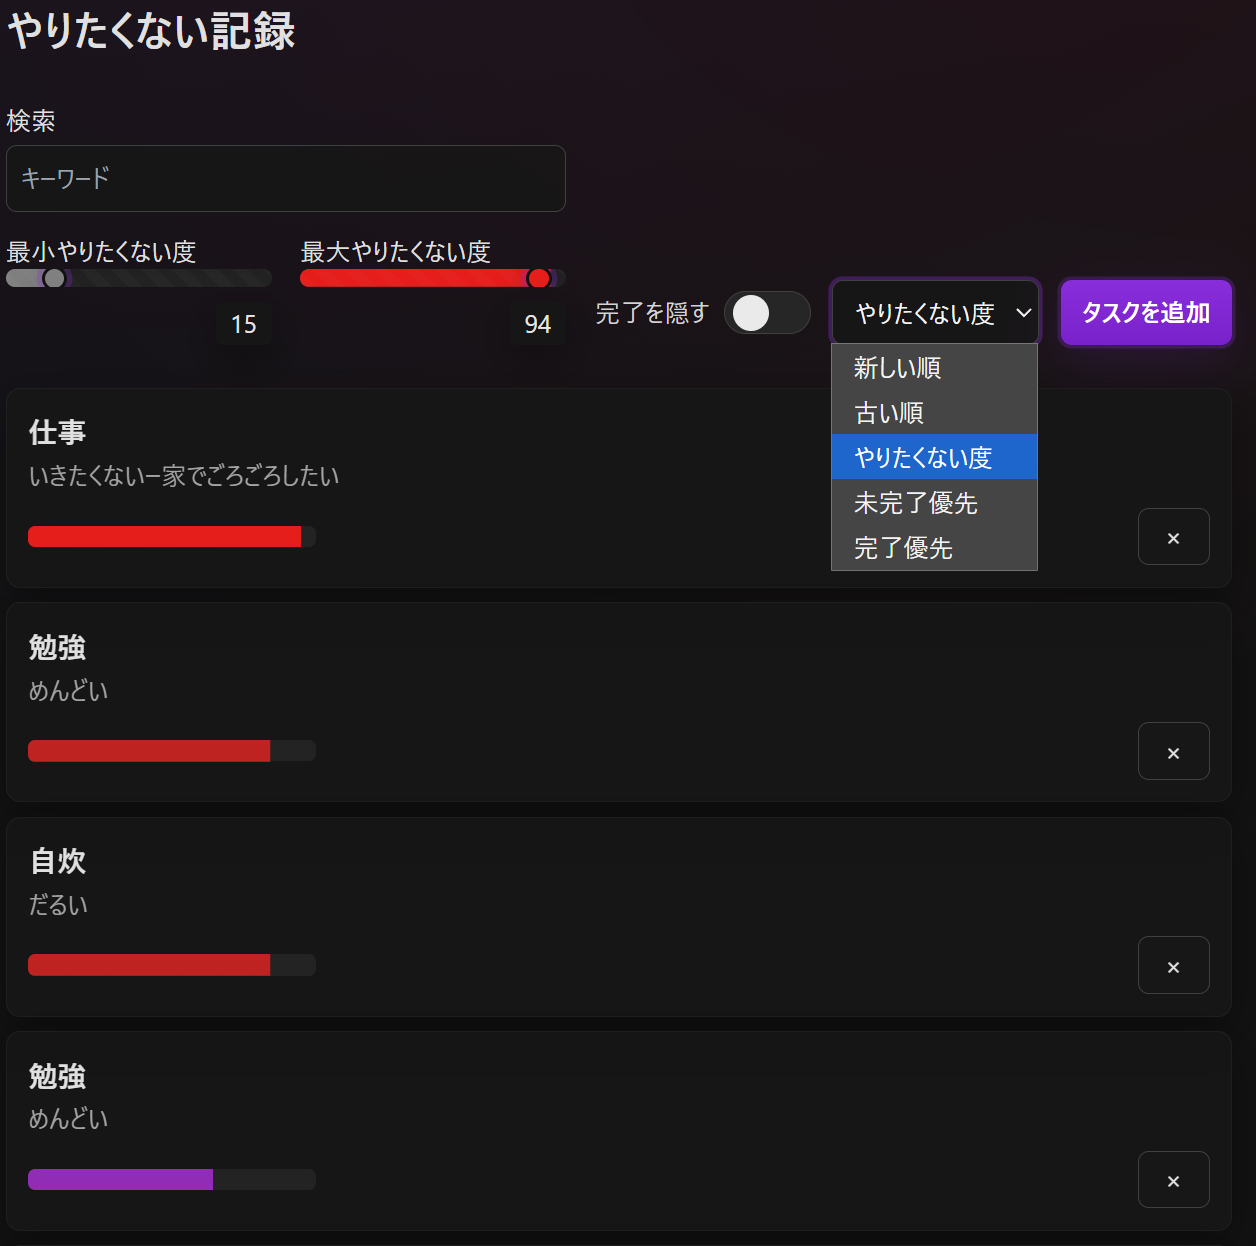 やりたくない記録
検索
キーワード
最小やりたくない度
最大やりたくない度
15
94
完了を隠す
やりたくない度
タスクを追加
新しい順
古い順
やりたくない度
未完了優先
完了優先
仕事
いきたくないー家でごろごろしたい
×
勉強
めんどい
×
自炊
だるい
×
勉強
めんどい
×